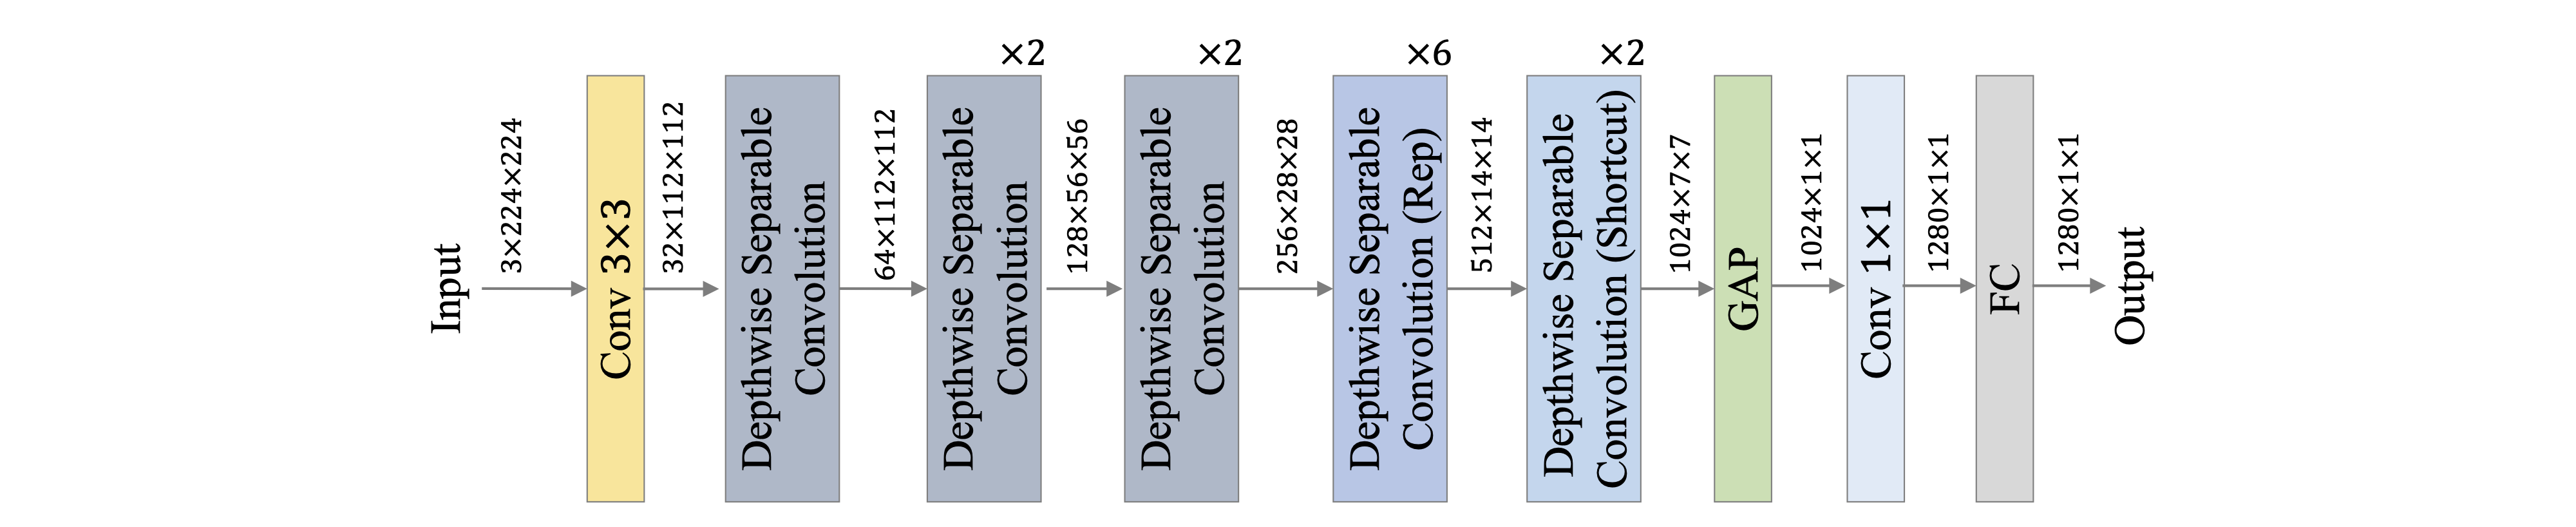 Input
3×224×224
Conv 3×3
32×112×112
Depthwise Separable
Convolution
64×112×112
×2
Depthwise Separable
Convolution
128×56×56
×2
Depthwise Separable
Convolution
256×28×28
×6
Depthwise Separable
Convolution (Rep)
512×14×14
×2
Depthwise Separable
Convolution (Shortcut)
1024×7×7
GAP
1024×1×1
Conv 1×1
1280×1×1
FC
1280×1×1
Output